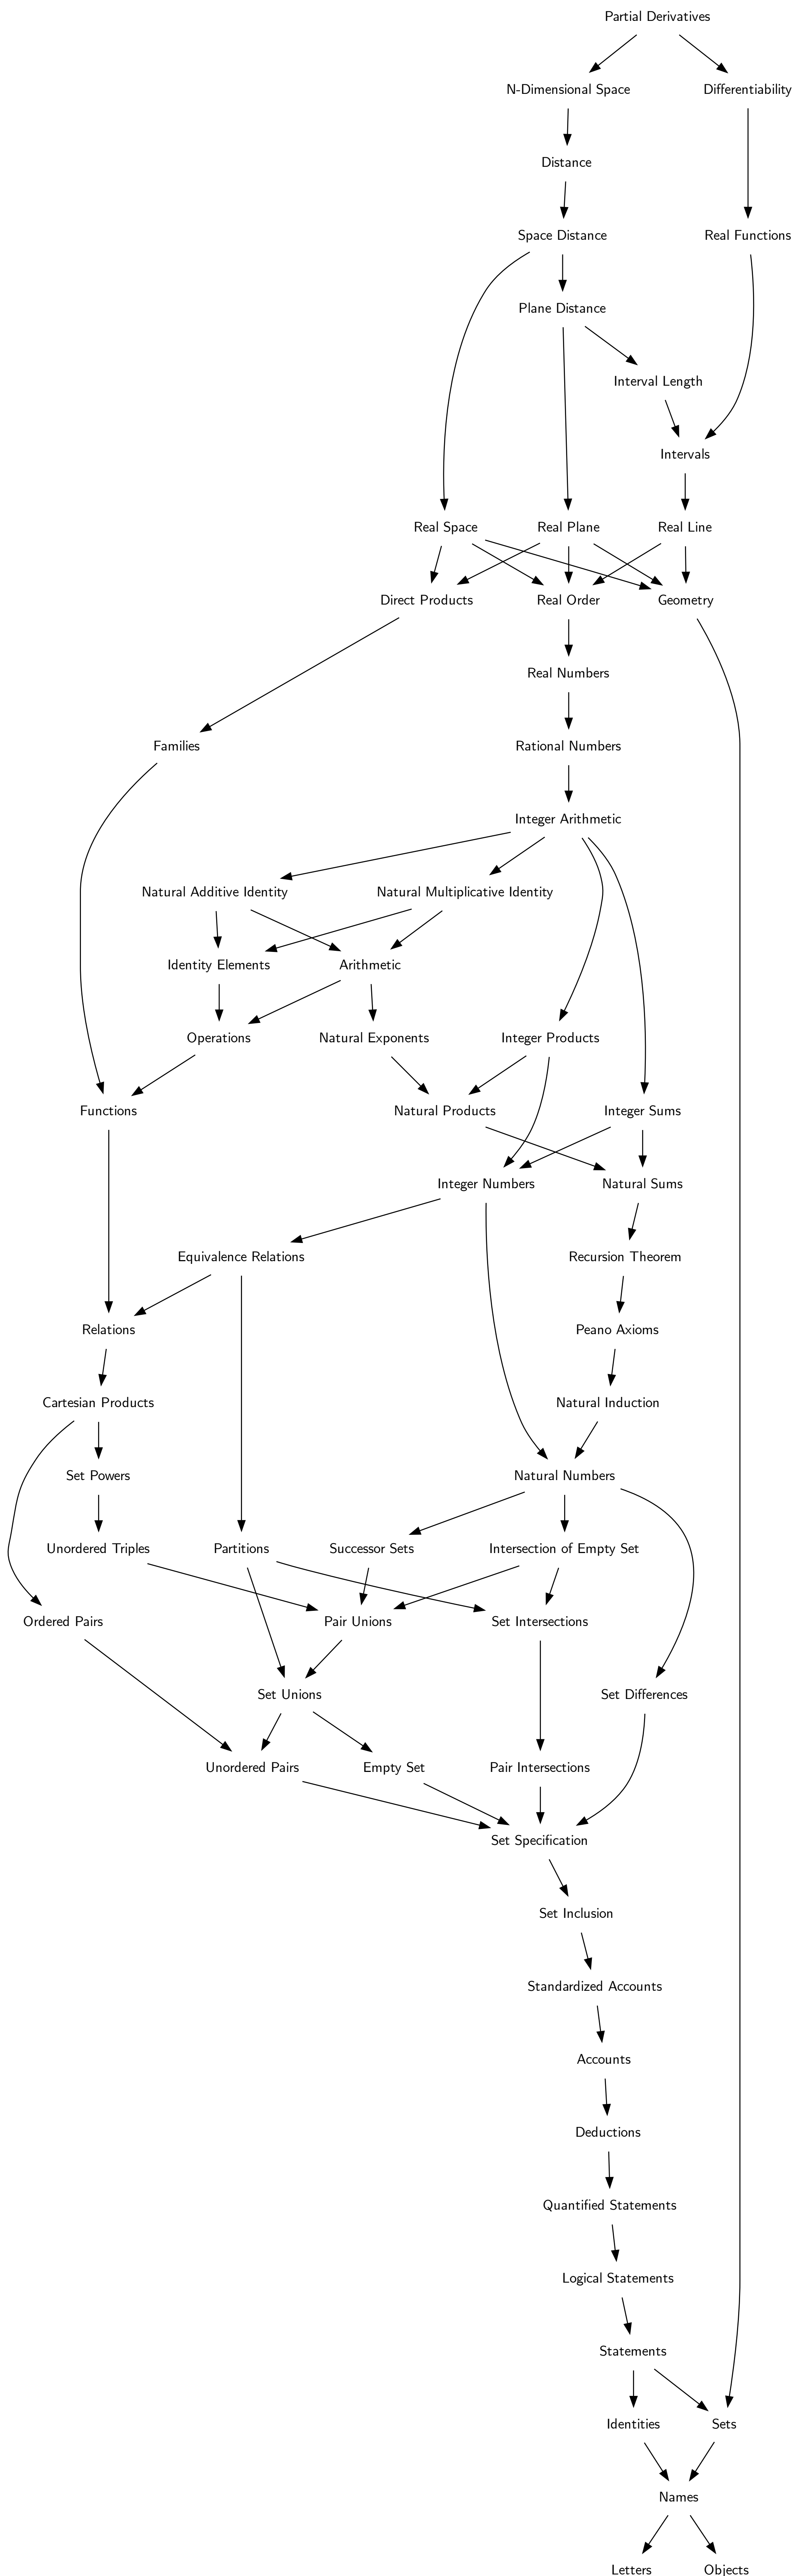 Partial Derivatives
N-Dimensional Space
Differentiability
Distance
Space Distance
Real Functions
Plane Distance
Interval Length
Intervals
Real Space
Real Plane
Real Line
Direct Products
Real Order
Geometry
Real Numbers
Families
Rational Numbers
Integer Arithmetic
Natural Additive Identity
Natural Multiplicative Identity
Identity Elements
Arithmetic
Operations
Natural Exponents
Integer Products
Functions
Natural Products
Integer Sums
Integer Numbers
Natural Sums
Equivalence Relations
Recursion Theorem
Relations
Peano Axioms
Cartesian Products
Natural Induction
Set Powers
Natural Numbers
Unordered Triples
Partitions
Successor Sets
Intersection of Empty Set
Ordered Pairs
Pair Unions
Set Intersections
Set Unions
Set Differences
Unordered Pairs
Empty Set
Pair Intersections
Set Specification
Set Inclusion
Standardized Accounts
Accounts
Deductions
Quantified Statements
Logical Statements
Statements
Identities
Sets
Names
Letters
Objects